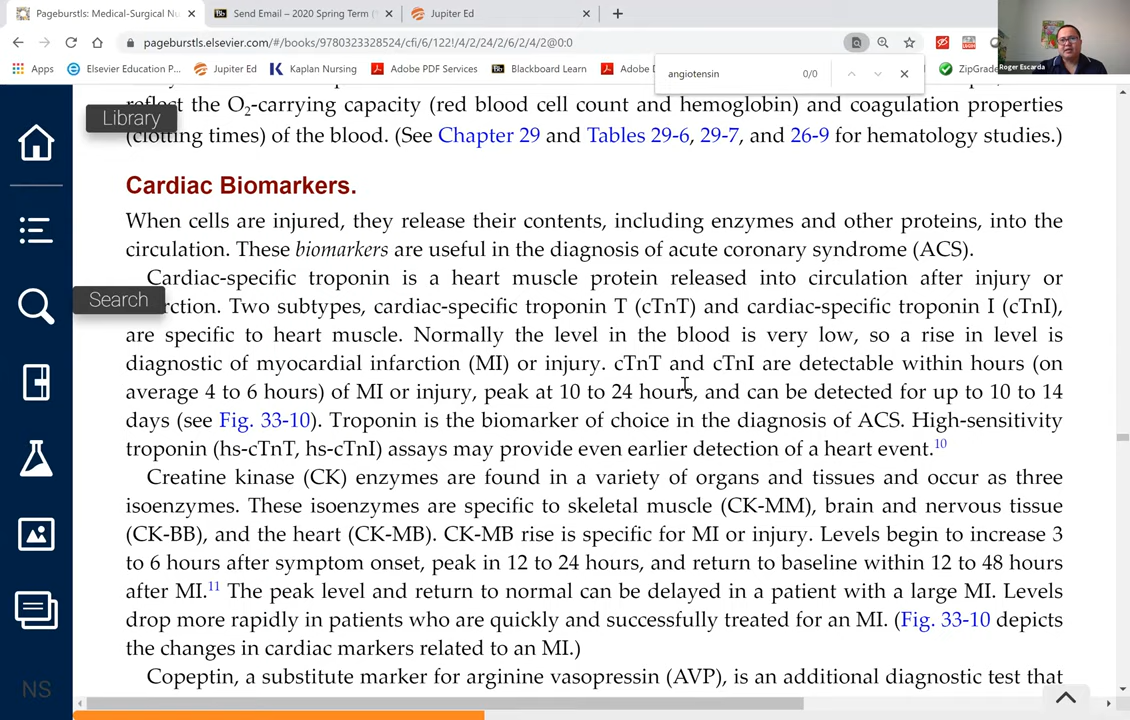 Pageburstls: Medical-Surgical Nu
Send Email – 2020 Spring Term (
Jupiter Ed
pageburstls.elsevier.com/#/books/9780323328524/cfi/6/122!/4/2/24/2/6/2/4/2@0:0
Roger Escarda
Apps
Elsevier Education P...
Jupiter Ed
Kaplan Nursing
Adobe PDF Services
Blackboard Learn
Adobe D
angiotensin
0/0
ZipGrade
reflect the O2-carrying capacity (red blood cell count and hemoglobin) and coagulation properties
Library
(clotting times) of the blood. (See Chapter 29 and Tables 29-6, 29-7, and 26-9 for hematology studies.)
Cardiac Biomarkers.
When cells are injured, they release their contents, including enzymes and other proteins, into the
circulation. These biomarkers are useful in the diagnosis of acute coronary syndrome (ACS).
Cardiac-specific troponin is a heart muscle protein released into circulation after injury or
Search
rction. Two subtypes, cardiac-specific troponin T (cTnT) and cardiac-specific troponin I (cTnI),
are specific to heart muscle. Normally the level in the blood is very low, so a rise in level is
diagnostic of myocardial infarction (MI) or injury. cTnT and cTnI are detectable within hours (on
average 4 to 6 hours) of MI or injury, peak at 10 to 24 hours, and can be detected for up to 10 to 14
days (see Fig. 33-10). Troponin is the biomarker of choice in the diagnosis of ACS. High-sensitivity
troponin (hs-cTnT, hs-cTnI) assays may provide even earlier detection of a heart event.10
Creatine kinase (CK) enzymes are found in a variety of organs and tissues and occur as three
isoenzymes. These isoenzymes are specific to skeletal muscle (CK-MM), brain and nervous tissue
(CK-BB), and the heart (CK-MB). CK-MB rise is specific for MI or injury. Levels begin to increase 3
to 6 hours after symptom onset, peak in 12 to 24 hours, and return to baseline within 12 to 48 hours
after MI.11 The peak level and return to normal can be delayed in a patient with a large MI. Levels
drop more rapidly in patients who are quickly and successfully treated for an MI. (Fig. 33-10 depicts
the changes in cardiac markers related to an MI.)
NS
Copeptin, a substitute marker for arginine vasopressin (AVP), is an additional diagnostic test that